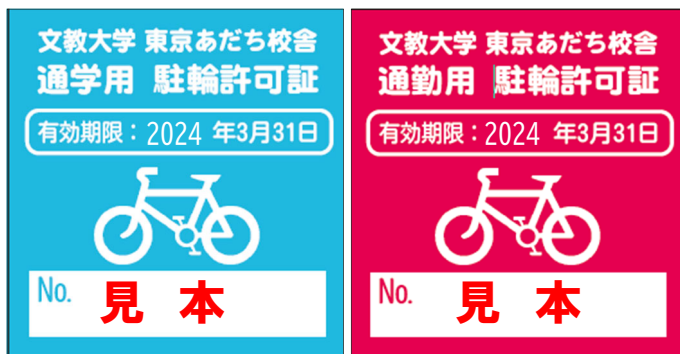 文教大学 東京あだち校舎
通学用 駐輪許可証
有効期限：2024 年3月31日
No. 見 本
文教大学 東京あだち校舎
通勤用 駐輪許可証
有効期限：2024 年3月31日
No. 見 本